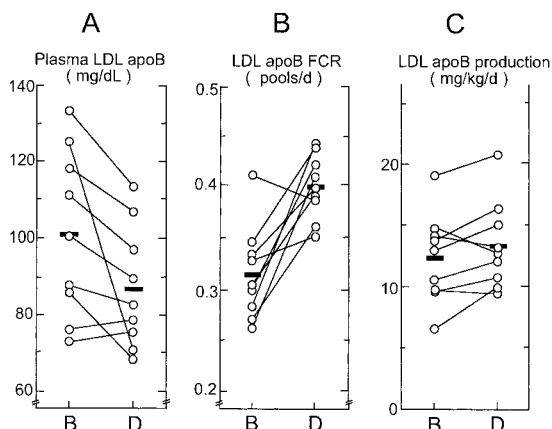 A
Plasma LDL apoB
( mg/dL )
140
120
100
80
60
B
D
B
LDL apoB FCR
( pools/d )
0.5
0.4
0.3
0.2
B
D
C
LDL apoB production
( mg/kg/d )
20
10
0
B
D